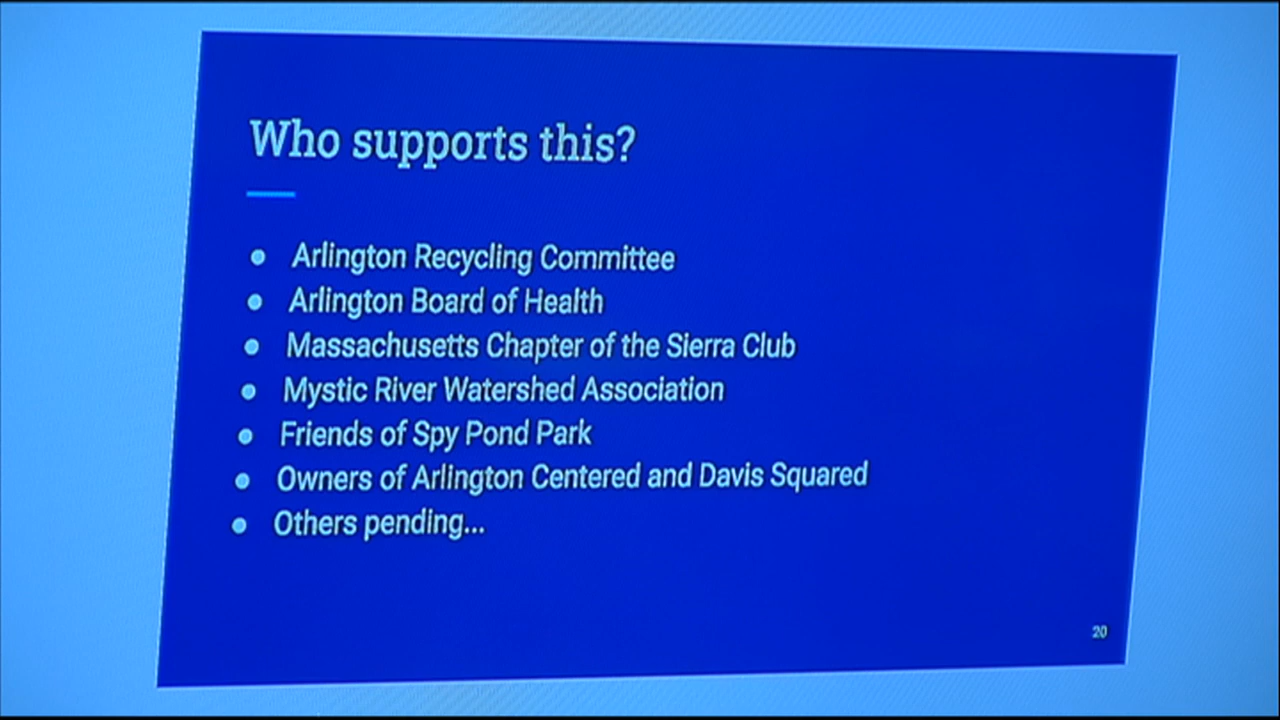 Who supports this?
Arlington Recycling Committee
Arlington Board of Health
Massachusetts Chapter of the Sierra Club
Mystic River Watershed Association
Friends of Spy Pond Park
Owners of Arlington Centered and Davis Squared
Others pending...
20